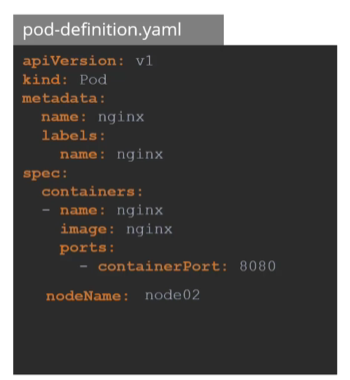 pod-definition.yaml
apiVersion: v1
kind: Pod
metadata:
  name: nginx
  labels:
    name: nginx
spec:
  containers:
  - name: nginx
    image: nginx
    ports:
      - containerPort: 8080
  nodeName: node02